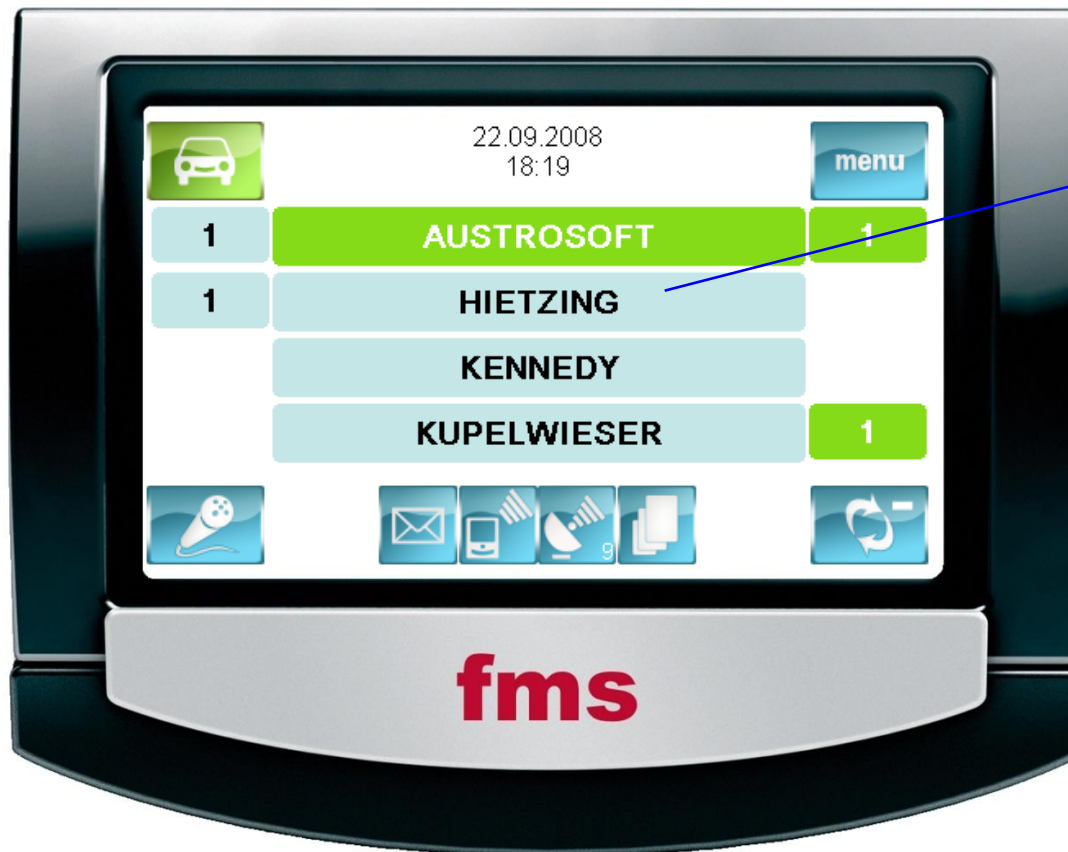 22.09.2008
18:19
menu
1 AUSTROSOFT 1
1 HIETZING
KENNEDY
KUPELWIESER 1
9
fms